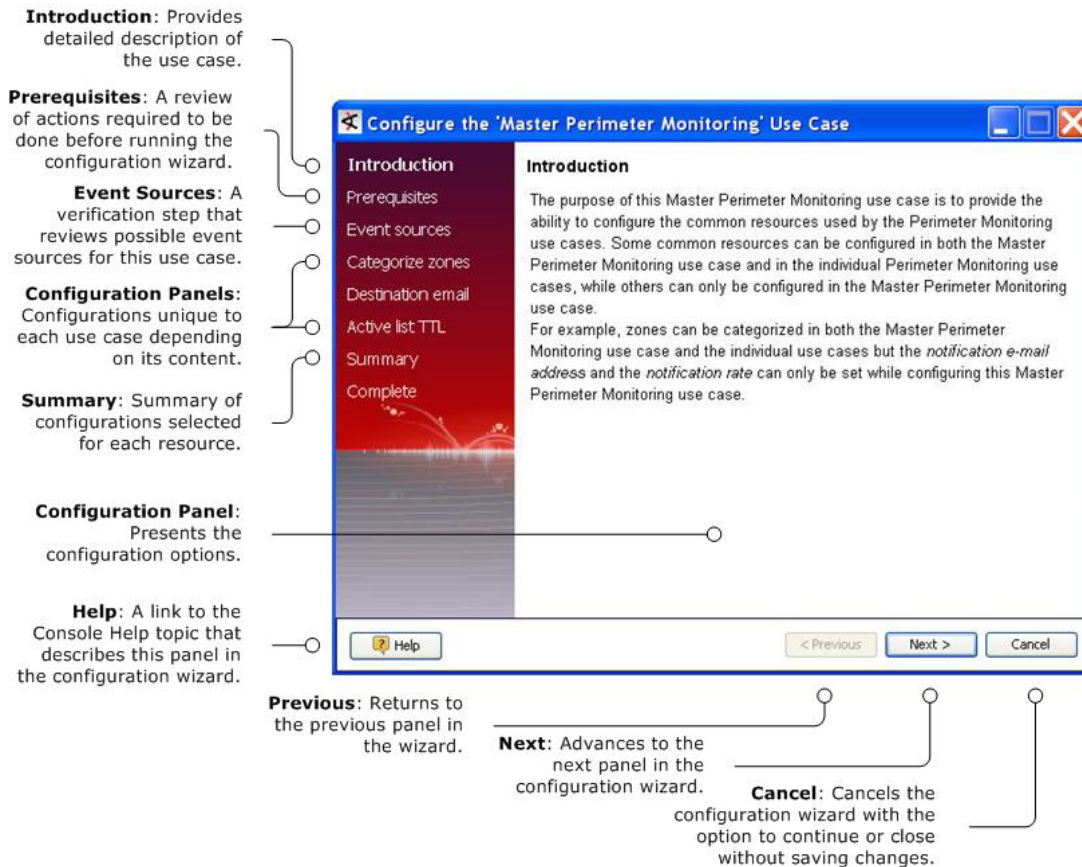 Introduction: Provides
detailed description of
the use case.
Prerequisites: A review
of actions required to be
done before running the
configuration wizard.
Event Sources: A
verification step that
reviews possible event
sources for this use case.
Configuration Panels:
Configurations unique to
each use case depending
on its content.
Summary: Summary of
configurations selected
for each resource.
Configuration Panel:
Presents the
configuration options.
Help: A link to the
Console Help topic that
describes this panel in
the configuration wizard.
Configure the 'Master Perimeter Monitoring' Use Case
Introduction
Prerequisites
Event sources
Categorize zones
Destination email
Active list TTL
Summary
Complete
Introduction
The purpose of this Master Perimeter Monitoring use case is to provide the
ability to configure the common resources used by the Perimeter Monitoring
use cases. Some common resources can be configured in both the Master
Perimeter Monitoring use case and in the individual Perimeter Monitoring use
cases, while others can only be configured in the Master Perimeter Monitoring
use case.
For example, zones can be categorized in both the Master Perimeter
Monitoring use case and the individual use cases but the notification e-mail
address and the notification rate can only be set while configuring this Master
Perimeter Monitoring use case.
Help
< Previous
Next >
Cancel
Previous: Returns to
the previous panel in
the wizard.
Next: Advances to the
next panel in the
configuration wizard.
Cancel: Cancels the
configuration wizard with the
option to continue or close
without saving changes.